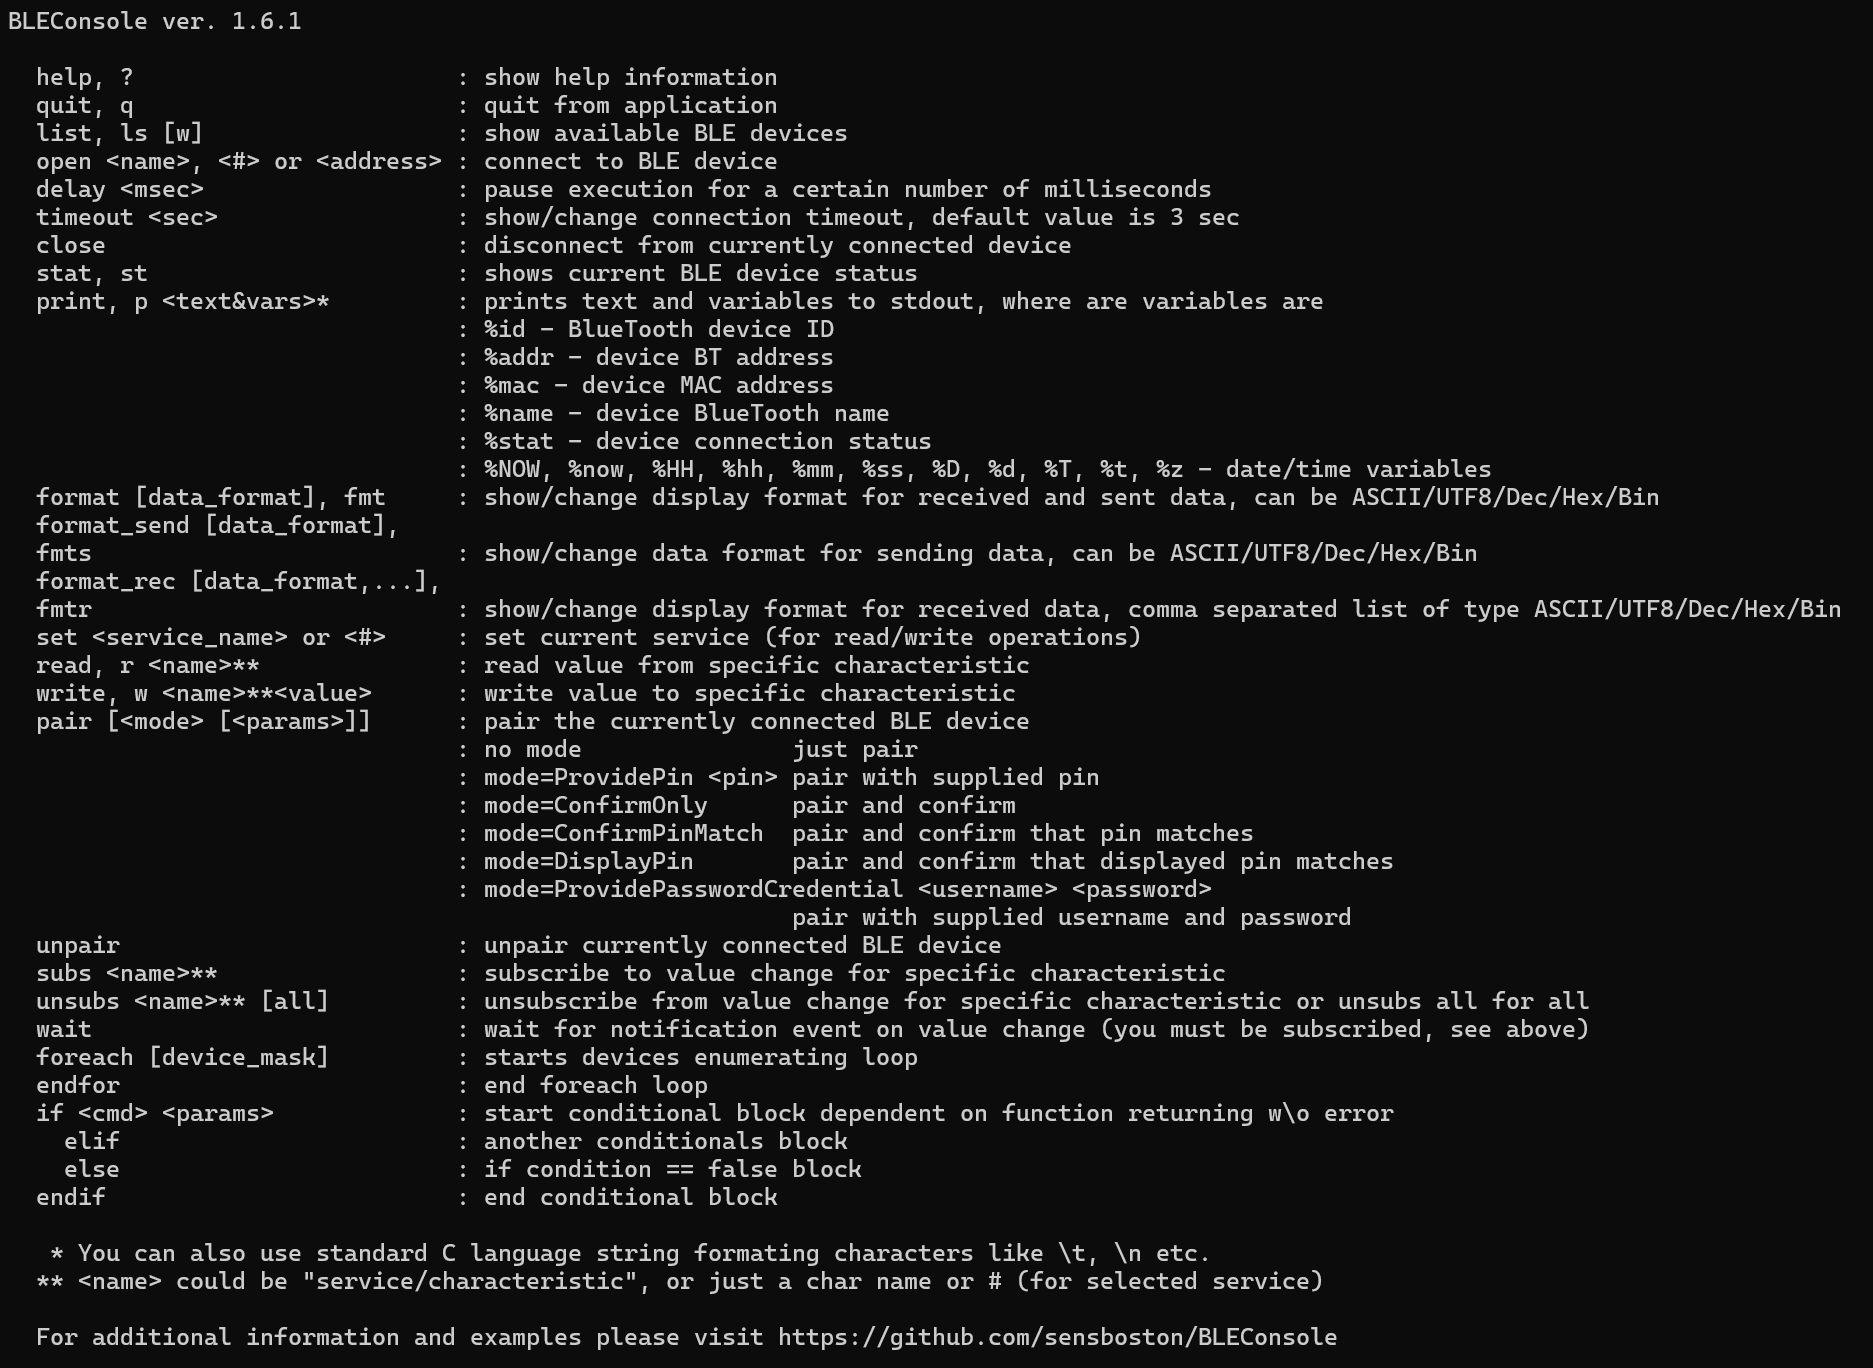 BLEConsole ver. 1.6.1
help, ? : show help information
quit, q : quit from application
list, ls [w] : show available BLE devices
open <name>, <#> or <address> : connect to BLE device
delay <msec> : pause execution for a certain number of milliseconds
timeout <sec> : show/change connection timeout, default value is 3 sec
close : disconnect from currently connected device
stat, st : shows current BLE device status
print, p <text&vars>* : prints text and variables to stdout, where are variables are
: %id - BlueTooth device ID
: %addr - device BT address
: %mac - device MAC address
: %name - device BlueTooth name
: %stat - device connection status
: %NOW, %now, %HH, %hh, %mm, %ss, %D, %d, %T, %t, %z - date/time variables
format [data_format], fmt : show/change display format for received and sent data, can be ASCII/UTF8/Dec/Hex/Bin
format_send [data_format],
fmts : show/change data format for sending data, can be ASCII/UTF8/Dec/Hex/Bin
format_rec [data_format,...],
fmtr : show/change display format for received data, comma separated list of type ASCII/UTF8/Dec/Hex/Bin
set <service_name> or <#> : set current service (for read/write operations)
read, r <name>** : read value from specific characteristic
write, w <name>**<value> : write value to specific characteristic
pair [<mode> [<params>]] : pair the currently connected BLE device
: no mode just pair
: mode=ProvidePin <pin> pair with supplied pin
: mode=ConfirmOnly pair and confirm
: mode=ConfirmPinMatch pair and confirm that pin matches
: mode=DisplayPin pair and confirm that displayed pin matches
: mode=ProvidePasswordCredential <username> <password>
pair with supplied username and password
unpair : unpair currently connected BLE device
subs <name>** : subscribe to value change for specific characteristic
unsubs <name>** [all] : unsubscribe from value change for specific characteristic or unsubs all for all
wait : wait for notification event on value change (you must be subscribed, see above)
foreach [device_mask] : starts devices enumerating loop
endfor : end foreach loop
if <cmd> <params> : start conditional block dependent on function returning w\o error
elif : another conditionals block
else : if condition == false block
endif : end conditional block
* You can also use standard C language string formating characters like \t, \n etc.
** <name> could be "service/characteristic", or just a char name or # (for selected service)
For additional information and examples please visit https://github.com/sensboston/BLEConsole